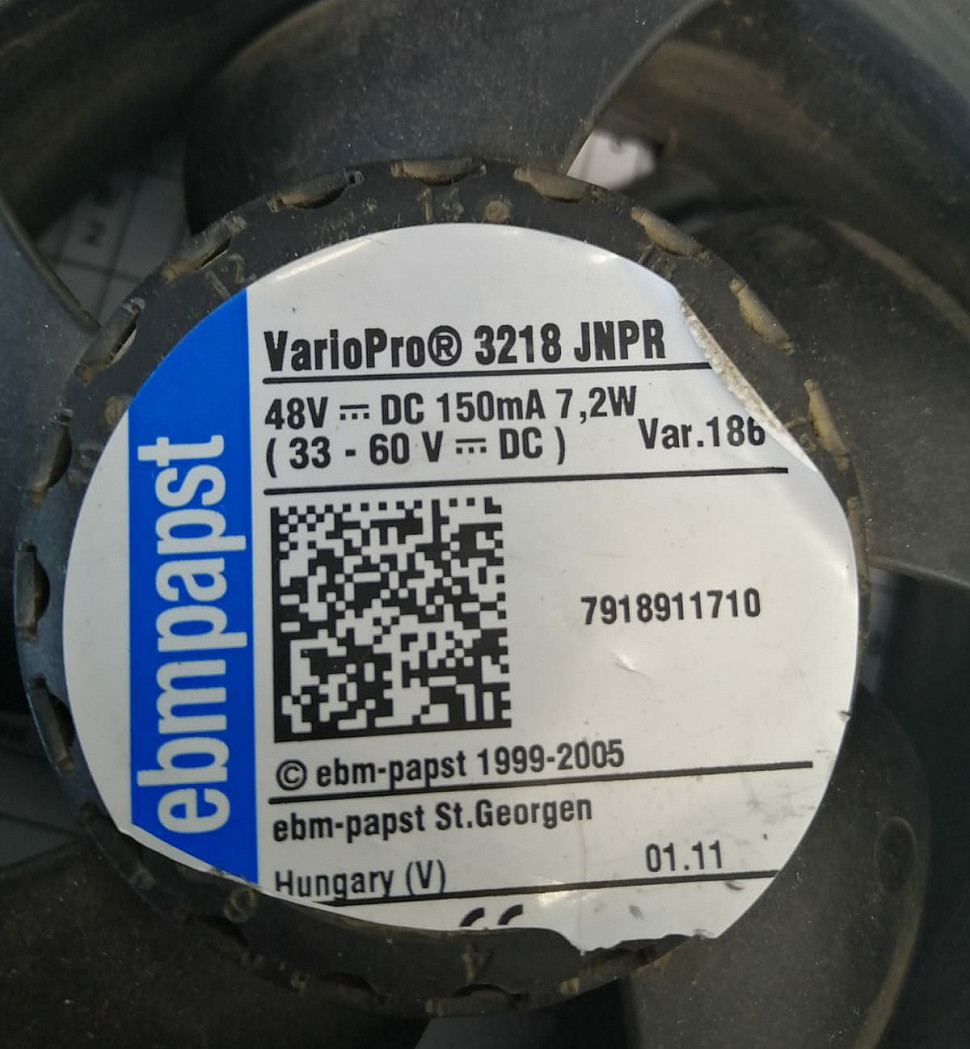 ebmpapst
VarioPro® 3218 JNPR
48V ⎓ DC 150mA 7,2W
( 33 - 60 V ⎓ DC )
Var.186
7918911710
© ebm-papst 1999-2005
ebm-papst St.Georgen
Hungary (V)
01.11
CE